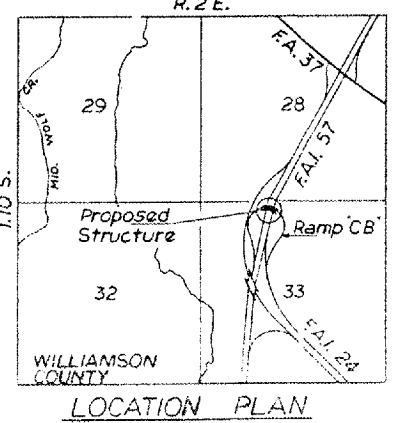 R. 2 E.
F.A. 37
29
28
CR.
WOLF
MID.
F.A.I. 57
T.10 S.
Proposed
Structure
Ramp "CB"
32
33
F.A.I. 24
WILLIAMSON
COUNTY
LOCATION PLAN